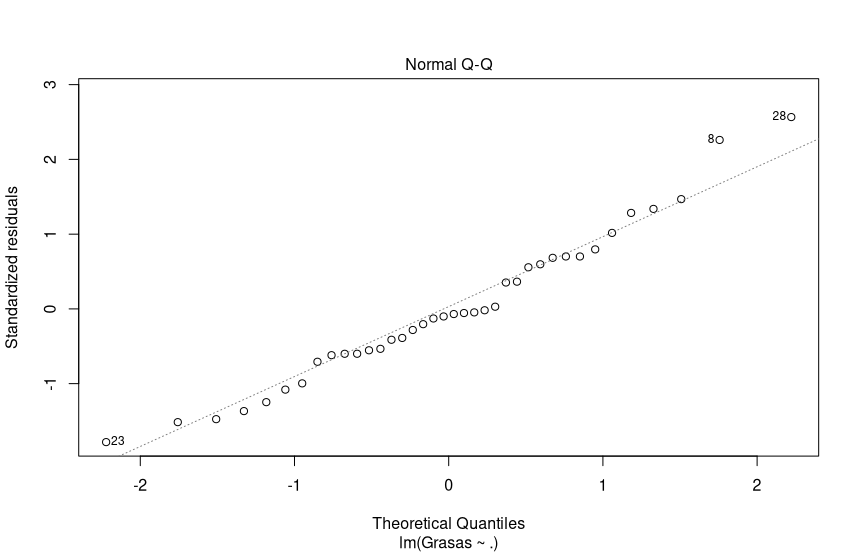 Normal Q-Q
3
2
1
0
-1
Standardized residuals
28
8
23
-2 -1 0 1 2
Theoretical Quantiles
lm(Grasas ~ .)